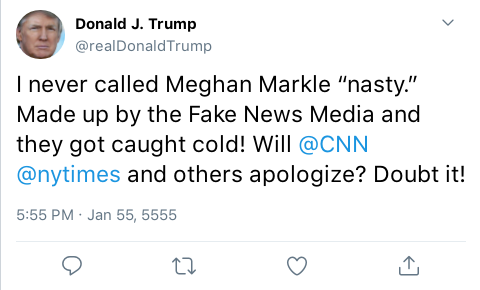 Donald J. Trump
@realDonaldTrump
I never called Meghan Markle “nasty.”
Made up by the Fake News Media and
they got caught cold! Will @CNN
@nytimes and others apologize? Doubt it!
5:55 PM · Jan 55, 5555